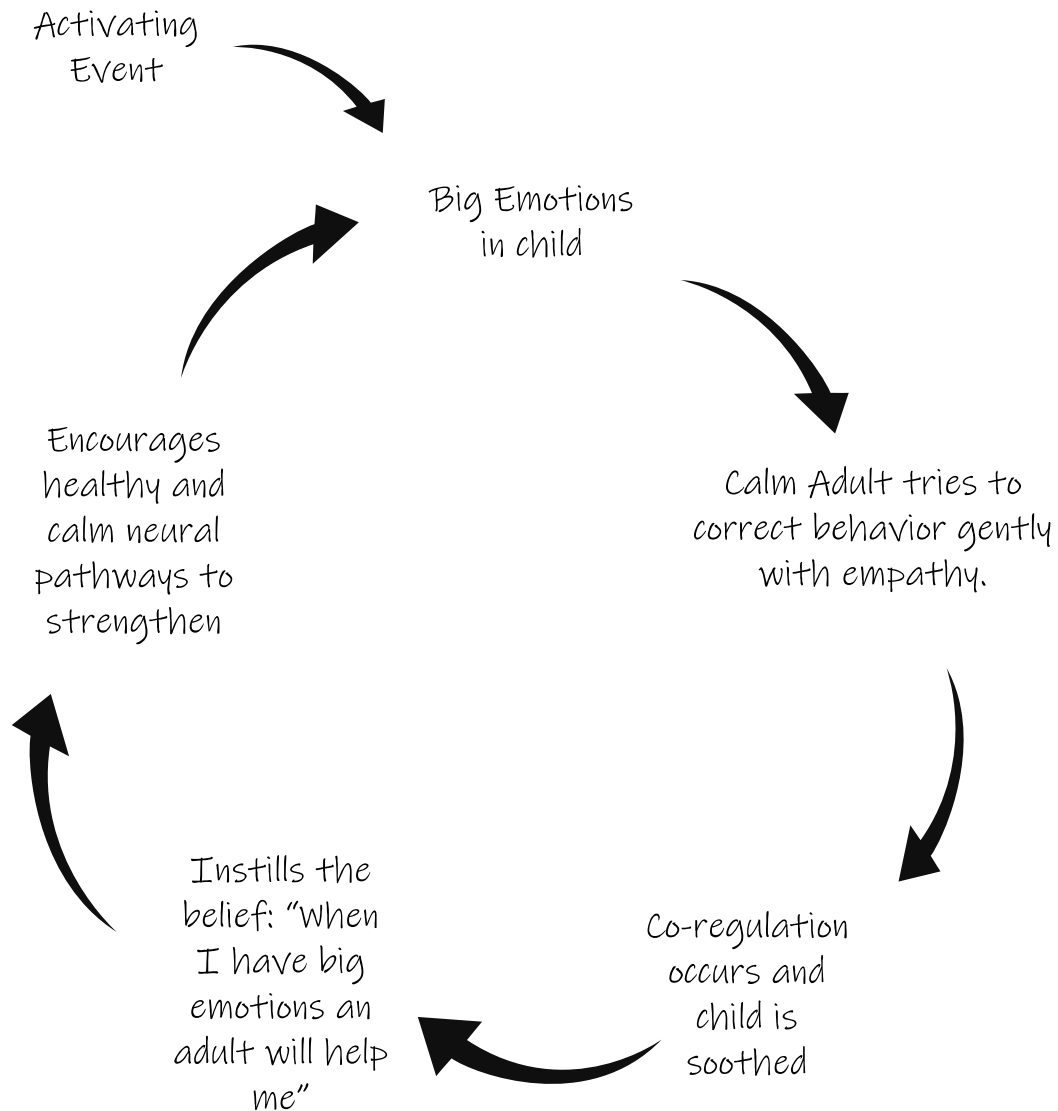 Activating
Event
Big Emotions
in child
Calm Adult tries to
correct behavior gently
with empathy.
Co-regulation
occurs and
child is
soothed
Instills the
belief: “When
I have big
emotions an
adult will help
me”
Encourages
healthy and
calm neural
pathways to
strengthen